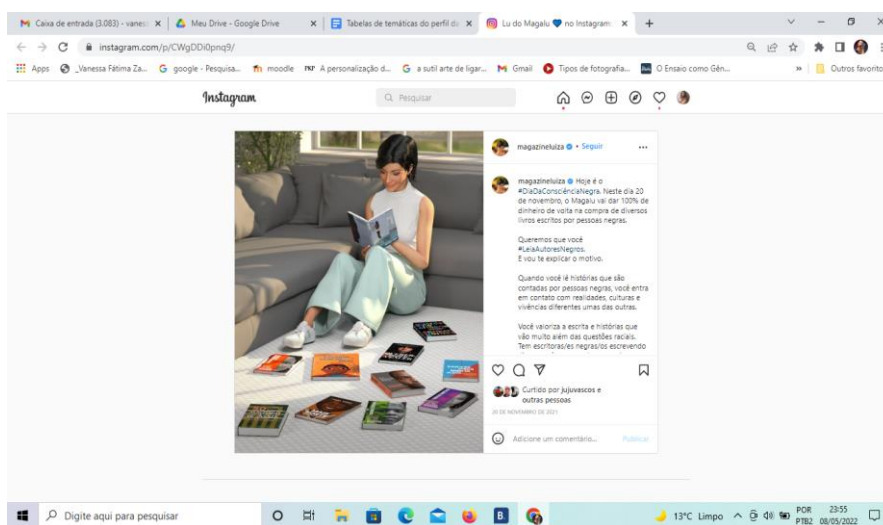 Caixa de entrada (3.083) - vanes
Meu Drive - Google Drive
Tabelas de temáticas do perfil da
Lu do Magalu 💙 no Instagram:
instagram.com/p/CWgDDi0pnq9/
Apps
_Vanessa Fátima Za...
google - Pesquisa...
moodle
A personalização d...
a sutil arte de ligar...
Gmail
Tipos de fotografia...
O Ensaio como Gên...
Outros favoritos
Instagram
Pesquisar
magazineluiza • Seguir
magazineluiza Hoje é o
#DiaDaConsciênciaNegra. Neste dia 20
de novembro, o Magalu vai dar 100% de
dinheiro de volta na compra de diversos
livros escritos por pessoas negras.
Queremos que você
#LeiaAutoresNegros.
E vou te explicar o motivo.
Quando você lê histórias que são
contadas por pessoas negras, você entra
em contato com realidades, culturas e
vivências diferentes umas das outras.
Você valoriza a escrita e histórias que
vão muito além das questões raciais.
Tem escritoras/es negras/os escrevendo
Curtido por jujuvascos e
outras pessoas
20 DE NOVEMBRO DE 2021
Adicione um comentário...
Publicar
Digite aqui para pesquisar
13°C Limpo
POR
PTB2
23:55
08/05/2022